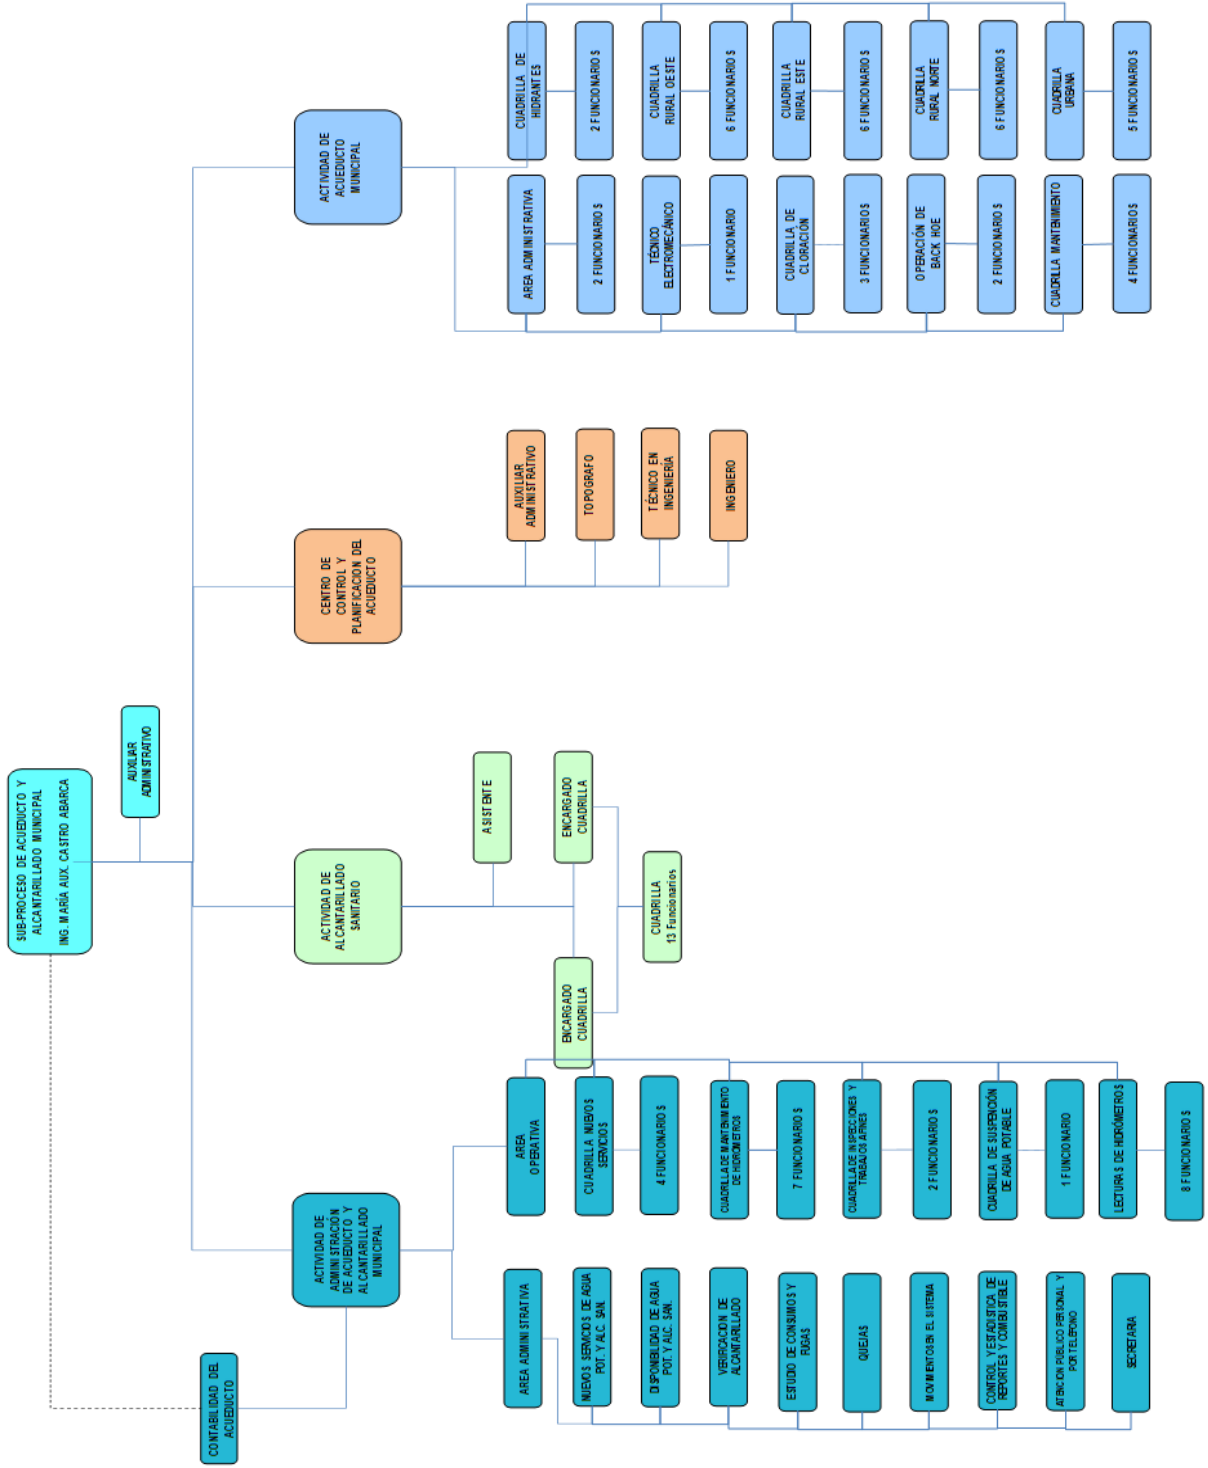 SUB-PROCESO DE ACUEDUCTO Y
ALCANTARILLADO MUNICIPAL
ING. MARÍA AUX. CASTRO ABARCA
AUXILIAR
ADMINISTRATIVO
CONTABILIDAD DEL
ACUEDUCTO
ACTIVIDAD DE
ADMINISTRACIÓN
DE ACUEDUCTO Y
ALCANTARILLADO
MUNICIPAL
AREA ADMINISTRATIVA
NUEVOS SERVICIOS DE AGUA
POT. Y ALC. SAN.
DISPONIBILIDAD DE AGUA
POT. Y ALC. SAN.
VERIFICACION DE
ALCANTARILLADO
ESTUDIO DE CONSUMOS Y
FUGAS
QUEJAS
MOVIMIENTOS EN EL SISTEMA
CONTROL Y ESTADISTICA DE
REPORTES Y COMBUSTIBLE
ATENCION PÚBLICO PERSONAL Y
POR TELÉFONO
SECRETARIA
AREA
OPERATIVA
CUADRILLA NUEVOS
SERVICIOS
4 FUNCIONARIOS
CUADRILLA DE MANTENIMIENTO
DE HIDROMETROS
7 FUNCIONARIOS
CUADRILLA DE INSPECCIONES Y
TRABAJOS AFINES
2 FUNCIONARIOS
CUADRILLA DE SUSPENCIÓN
DE AGUA POTABLE
1 FUNCIONARIO
LECTURAS DE HIDRÓMETROS
8 FUNCIONARIOS
ACTIVIDAD DE
ALCANTARILLADO
SANITARIO
ASISTENTE
ENCARGADO
CUADRILLA
ENCARGADO
CUADRILLA
CUADRILLA
13 Funcionarios
CENTRO DE
CONTROL Y
PLANIFICACION DEL
ACUEDUCTO
AUXILIAR
ADMINISTRATIVO
TOPOGRAFO
TÉCNICO EN
INGENIERÍA
INGENIERO
ACTIVIDAD DE
ACUEDUCTO
MUNICIPAL
AREA ADMINISTRATIVA
2 FUNCIONARIOS
TÉCNICO
ELECTROMECÁNICO
1 FUNCIONARIO
CUADRILLA DE
CLORACIÓN
3 FUNCIONARIOS
OPERACIÓN DE
BACK HOE
2 FUNCIONARIOS
CUADRILLA MANTENIMIENTO
4 FUNCIONARIOS
CUADRILLA DE
HIDRANTES
2 FUNCIONARIOS
CUADRILLA
RURAL OESTE
6 FUNCIONARIOS
CUADRILLA
RURAL ESTE
6 FUNCIONARIOS
CUADRILLA
RURAL NORTE
6 FUNCIONARIOS
CUADRILLA
URBANA
5 FUNCIONARIOS